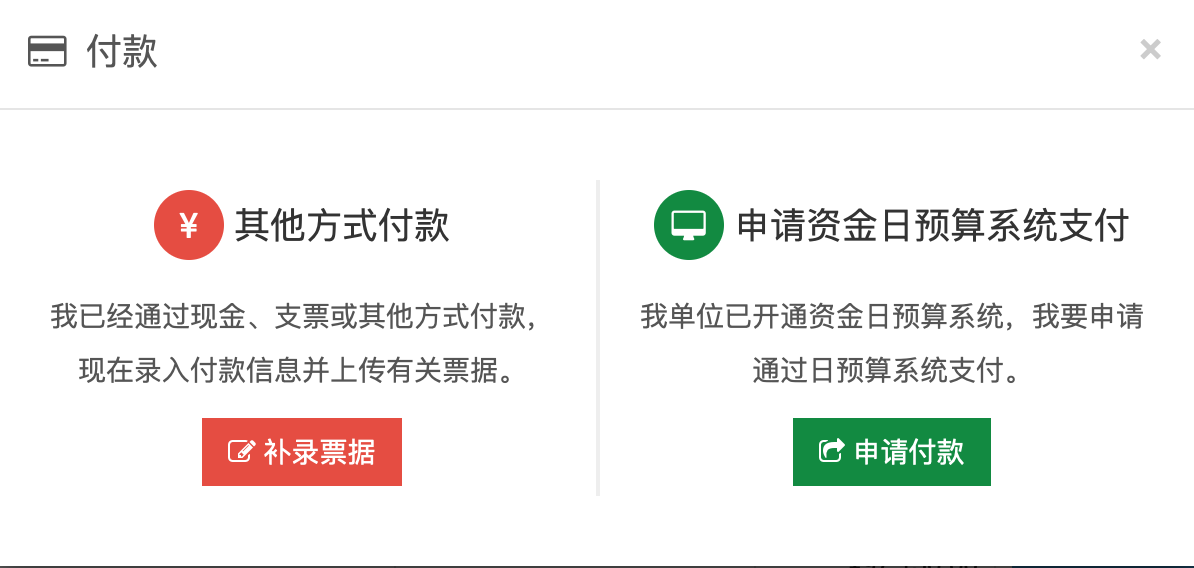 付款
¥ 其他方式付款
我已经通过现金、支票或其他方式付款，
现在录入付款信息并上传有关票据。
补录票据
申请资金日预算系统支付
我单位已开通资金日预算系统，我要申请
通过日预算系统支付。
申请付款